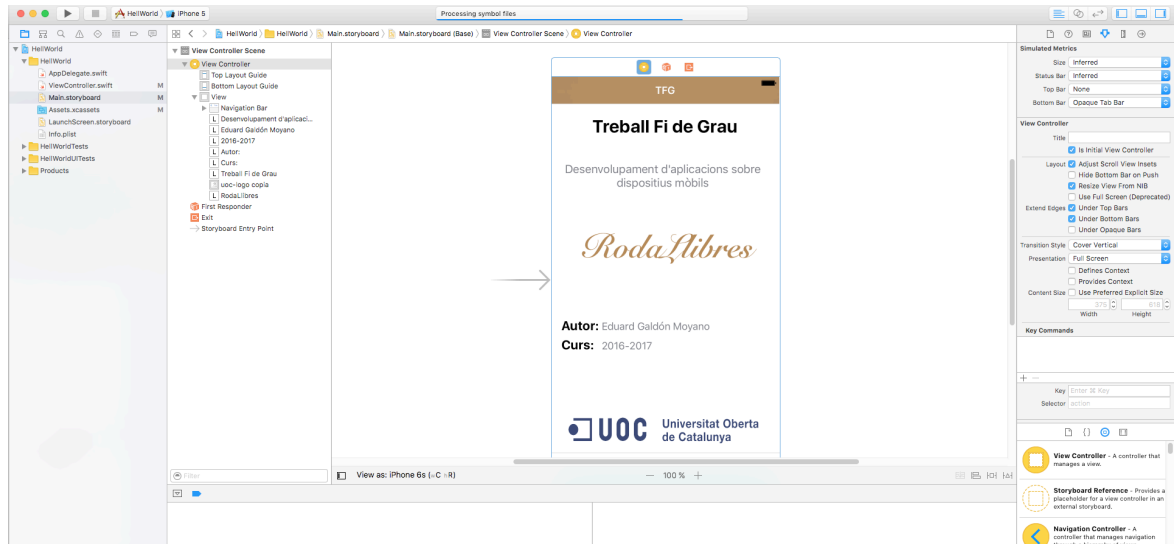 HellWorld
iPhone 5
Processing symbol files
HellWorld
HellWorld
Main.storyboard
Main.storyboard (Base)
View Controller Scene
View Controller
HellWorld
HellWorld
AppDelegate.swift
ViewController.swift M
Main.storyboard M
Assets.xcassets M
LaunchScreen.storyboard
Info.plist
HellWorldTests
HellWorldUITests
Products
View Controller Scene
View Controller
Top Layout Guide
Bottom Layout Guide
View
Navigation Bar
L Desenvolupament d'aplicaci...
L Eduard Galdón Moyano
L 2016-2017
L Autor:
L Curs:
L Treball Fi de Grau
uoc-logo copia
L RodaLlibres
First Responder
Exit
Storyboard Entry Point
Filter
TFG
Treball Fi de Grau
Desenvolupament d'aplicacions sobre
dispositius mòbils
RodaLlibres
Autor: Eduard Galdón Moyano
Curs: 2016-2017
UOC
Universitat Oberta
de Catalunya
View as: iPhone 6s (wC hR)
100 %
Simulated Metrics
Size Inferred
Status Bar Inferred
Top Bar None
Bottom Bar Opaque Tab Bar
View Controller
Title
Is Initial View Controller
Layout Adjust Scroll View Insets
Hide Bottom Bar on Push
Resize View From NIB
Use Full Screen (Deprecated)
Extend Edges Under Top Bars
Under Bottom Bars
Under Opaque Bars
Transition Style Cover Vertical
Presentation Full Screen
Defines Context
Provides Context
Content Size Use Preferred Explicit Size
375 618
Width Height
Key Commands
Key Enter ⌘ Key
Selector action
View Controller - A controller that
manages a view.
Storyboard Reference - Provides a
placeholder for a view controller in an
external storyboard.
Navigation Controller - A
controller that manages navigation